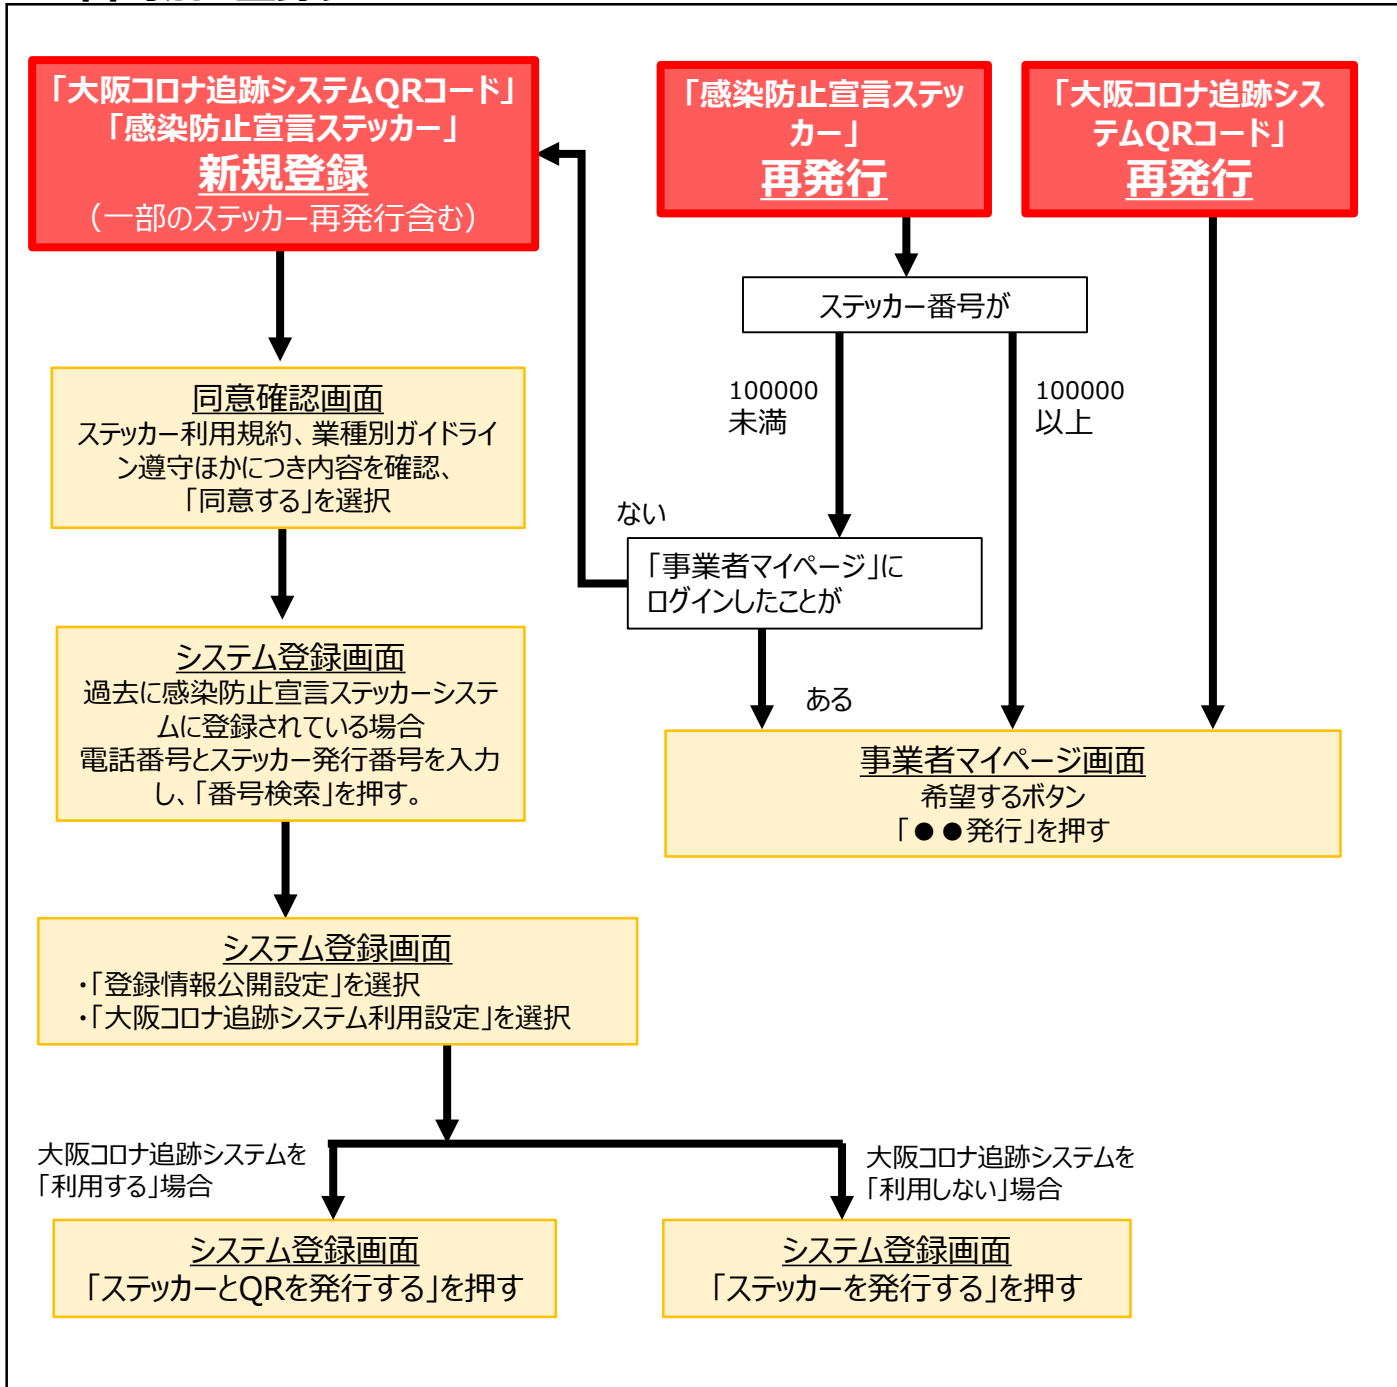 「大阪コロナ追跡システムQRコード」
「感染防止宣言ステッカー」
新規登録
（一部のステッカー再発行含む）
「感染防止宣言ステッ
カー」
再発行
「大阪コロナ追跡シス
テムQRコード」
再発行
ステッカー番号が
100000
未満
100000
以上
同意確認画面
ステッカー利用規約、業種別ガイドライ
ン遵守ほかにつき内容を確認、
「同意する」を選択
ない
「事業者マイページ」に
ログインしたことが
ある
システム登録画面
過去に感染防止宣言ステッカーシステ
ムに登録されている場合
電話番号とステッカー発行番号を入力
し、「番号検索」を押す。
事業者マイページ画面
希望するボタン
「●●発行」を押す
システム登録画面
・「登録情報公開設定」を選択
・「大阪コロナ追跡システム利用設定」を選択
大阪コロナ追跡システムを
「利用する」場合
大阪コロナ追跡システムを
「利用しない」場合
システム登録画面
「ステッカーとQRを発行する」を押す
システム登録画面
「ステッカーを発行する」を押す